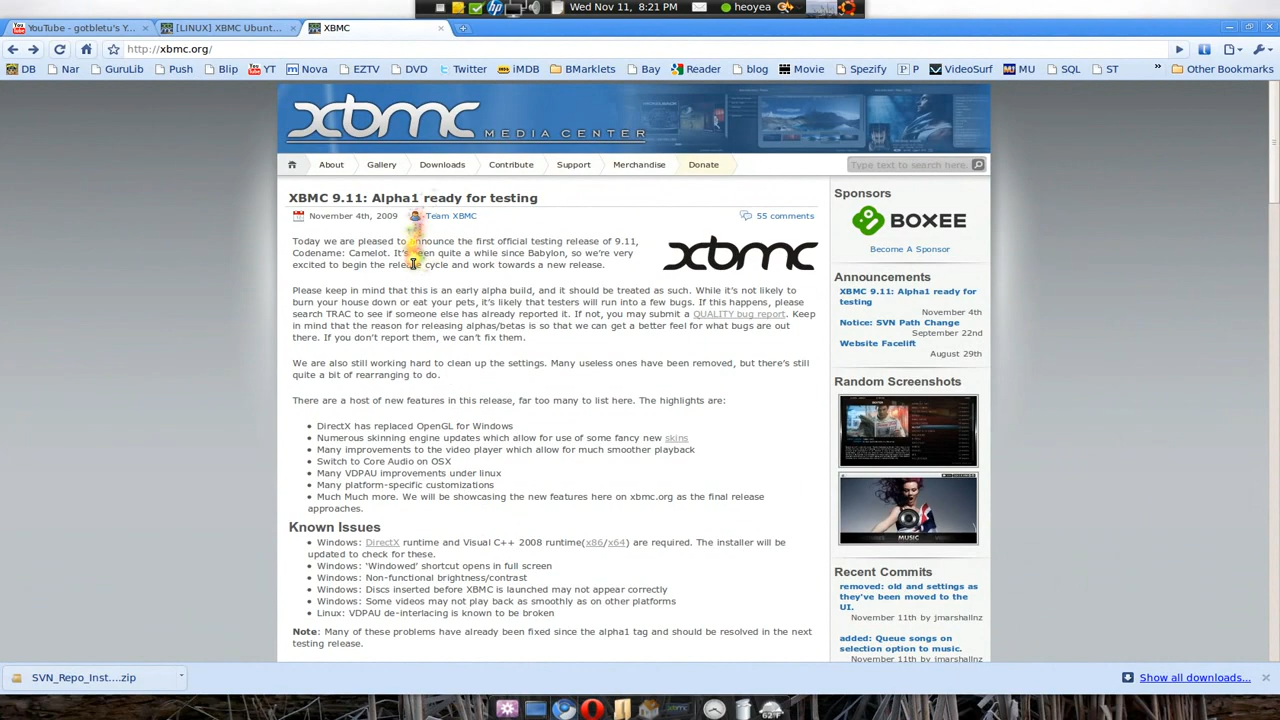 Wed Nov 11, 8:21 PM heoyea
YouTube - gotbletu's Y...
[LINUX] XBMC Ubunt...
XBMC
http://xbmc.org/
DB Nar GuruLib Push Blip YT Nova EZTV DVD Twitter iMDB BMarklets Bay Reader blog Movie Spezify P VideoSurf MU SQL ST » Other Bookmarks
xbmc MEDIA CENTER
About Gallery Downloads Contribute Support Merchandise Donate
Type text to search here.
XBMC 9.11: Alpha1 ready for testing
November 4th, 2009 Team XBMC 55 comments
Today we are pleased to announce the first official testing release of 9.11,
Codename: Camelot. It's been quite a while since Babylon, so we're very
excited to begin the release cycle and work towards a new release.
xbmc
Please keep in mind that this is an early alpha build, and it should be treated as such. While it's not likely to
burn your house down or eat your pets, it's likely that testers will run into a few bugs. If this happens, please
search TRAC to see if someone else has already reported it. If not, you may submit a QUALITY bug report. Keep
in mind that the reason for releasing alphas/betas is so that we can get a better feel for what bugs are out
there. If you don't report them, we can't fix them.
We are also still working hard to clean up the settings. Many useless ones have been removed, but there's still
quite a bit of rearranging to do.
There are a host of new features in this release, far too many to list here. The highlights are:
• DirectX has replaced OpenGL for Windows
• Numerous skinning engine updates which allow for use of some fancy new skins
• Many improvements to the video player which allow for much smoother playback
• Switch to Core Audio on OSX
• Many VDPAU improvements under linux
• Many platform-specific customizations
• Much Much more. We will be showcasing the new features here on xbmc.org as the final release
approaches.
Known Issues
• Windows: DirectX runtime and Visual C++ 2008 runtime(x86/x64) are required. The installer will be
updated to check for these.
• Windows: 'Windowed' shortcut opens in full screen
• Windows: Non-functional brightness/contrast
• Windows: Discs inserted before XBMC is launched may not appear correctly
• Windows: Some videos may not play back as smoothly as on other platforms
• Linux: VDPAU de-interlacing is known to be broken
Note: Many of these problems have already been fixed since the alpha1 tag and should be resolved in the next
testing release.
Sponsors
BOXEE
Become A Sponsor
Announcements
XBMC 9.11: Alpha1 ready for
testing
November 4th
Notice: SVN Path Change
September 22nd
Website Facelift
August 29th
Random Screenshots
MUSIC
Recent Commits
removed: old and settings as
they've been moved to the
UI.
November 11th by jmarshallnz
added: Queue songs on
selection option to music.
November 11th by jmarshallnz
SVN_Repo_Inst....zip
Show all downloads...
62°F